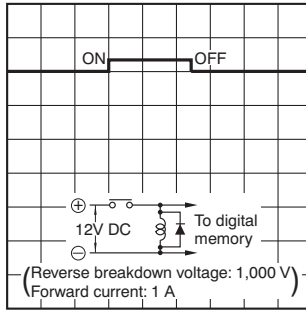 ON OFF
⊕
12V DC
⊖
To digital
memory
(Reverse breakdown voltage: 1,000 V
Forward current: 1 A)